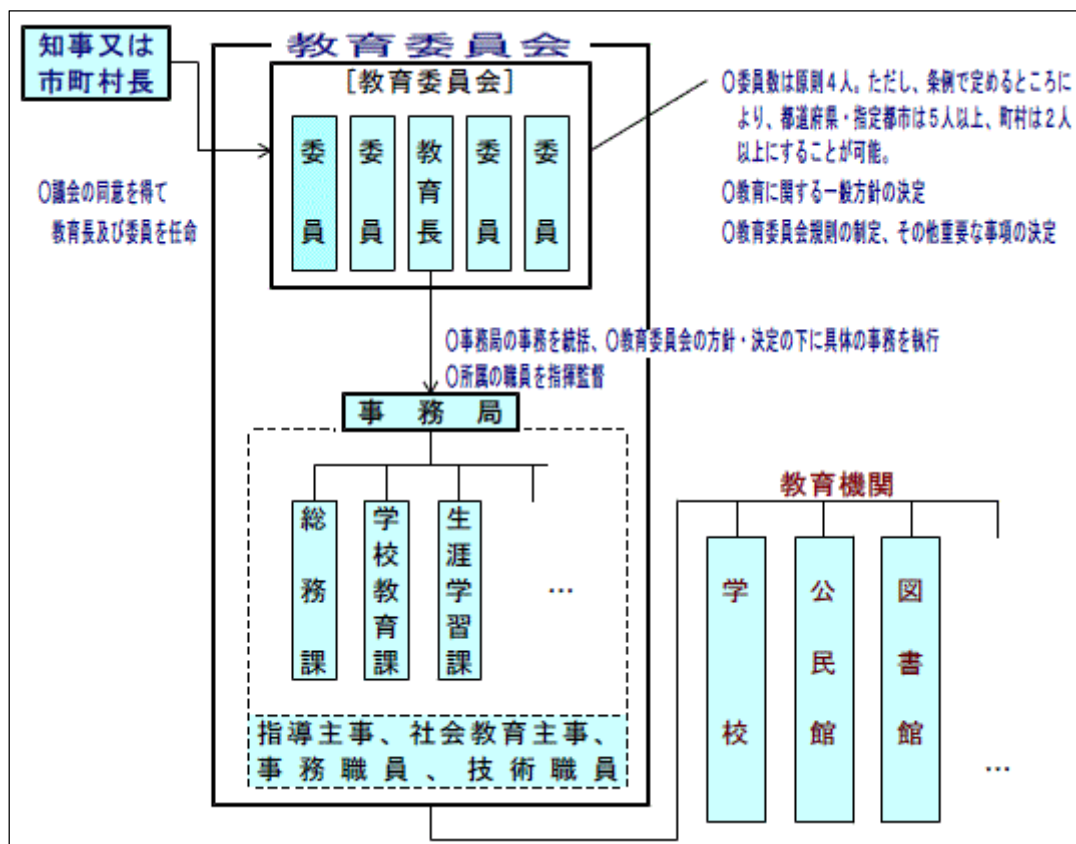 知事又は
市町村長
○議会の同意を得て
教育長及び委員を任命
教育委員会
[教育委員会]
委員
委員
教育長
委員
委員
○委員数は原則4人。ただし、条例で定めるところに
より、都道府県・指定都市は5人以上、町村は2人
以上にすることが可能。
○教育に関する一般方針の決定
○教育委員会規則の制定、その他重要な事項の決定
○事務局の事務を統括、○教育委員会の方針・決定の下に具体の事務を執行
○所属の職員を指揮監督
事務局
総務課
学校教育課
生涯学習課
…
指導主事、社会教育主事、
事務職員、技術職員
教育機関
学校
公民館
図書館
…